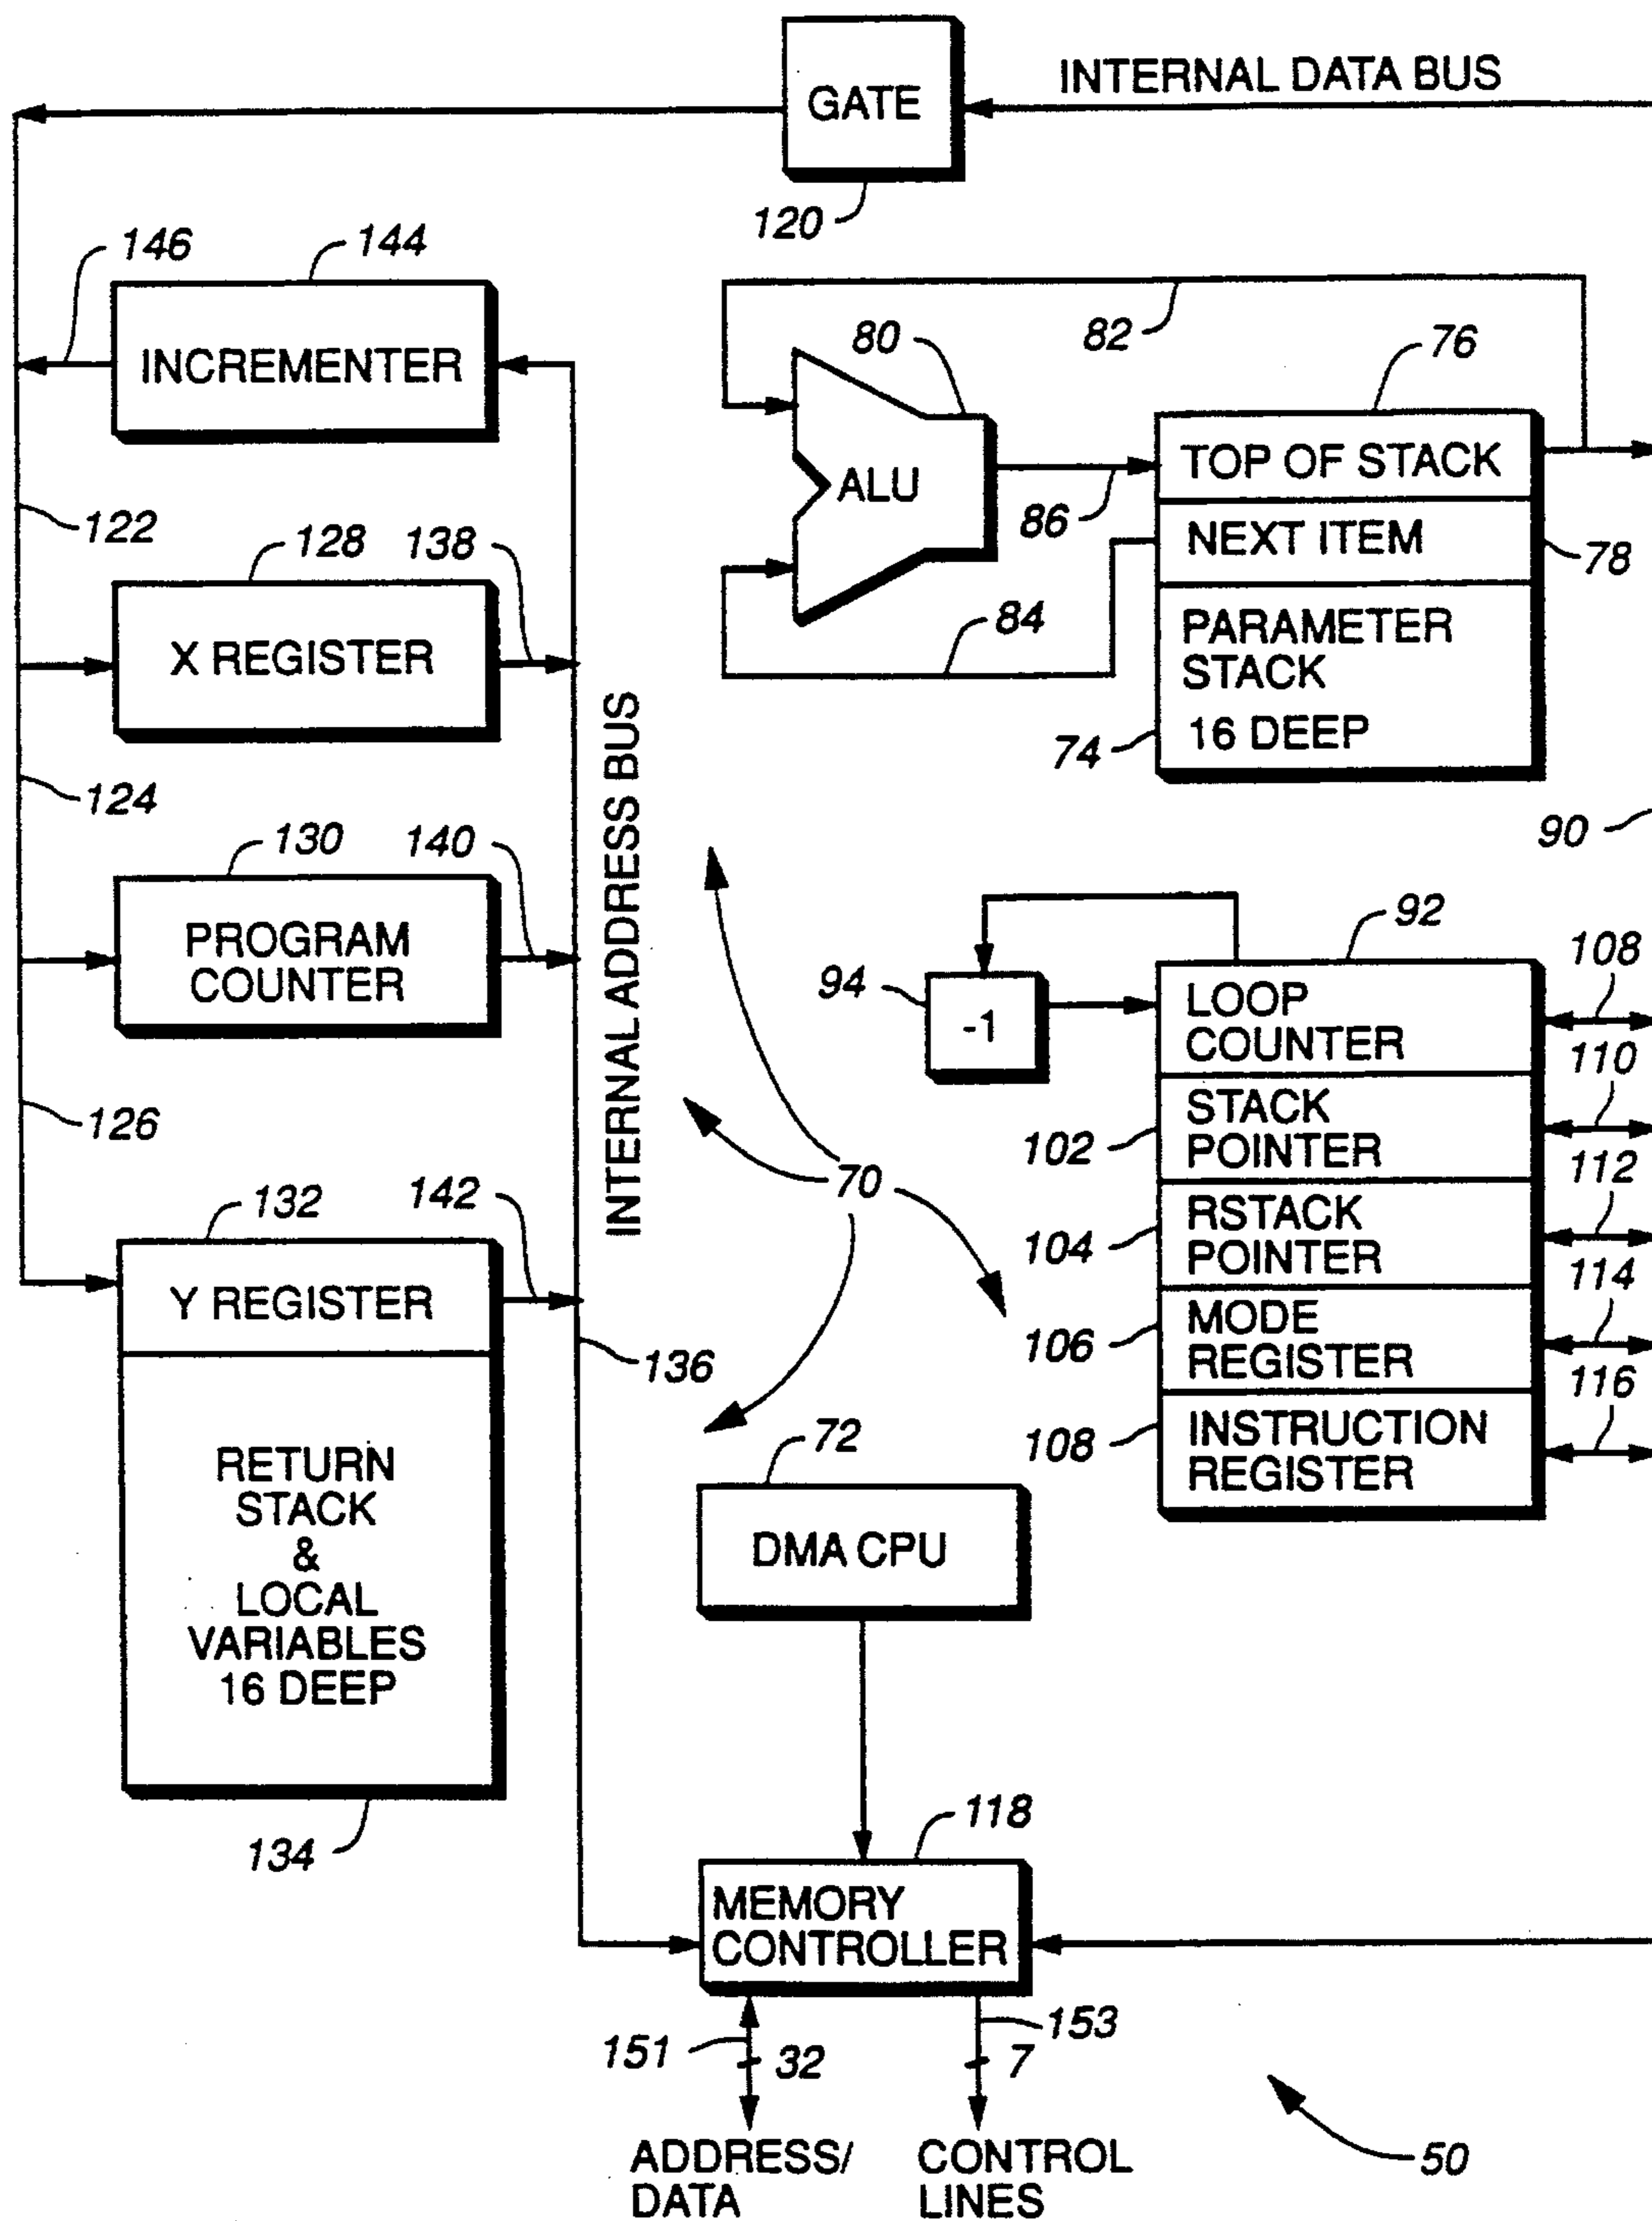 GATE
INTERNAL DATA BUS
120
146
144
INCREMENTER
82
80
76
ALU
TOP OF STACK
86
NEXT ITEM
78
84
PARAMETER
STACK
16 DEEP
74
90
122
128
138
X REGISTER
124
130
140
PROGRAM
COUNTER
126
INTERNAL ADDRESS BUS
132
142
Y REGISTER
136
RETURN
STACK
&
LOCAL
VARIABLES
16 DEEP
134
70
92
94
-1
LOOP
COUNTER
108
110
102
STACK
POINTER
112
104
RSTACK
POINTER
114
106
MODE
REGISTER
116
108
INSTRUCTION
REGISTER
72
DMA CPU
118
MEMORY
CONTROLLER
151
32
153
7
ADDRESS/
DATA
CONTROL
LINES
50